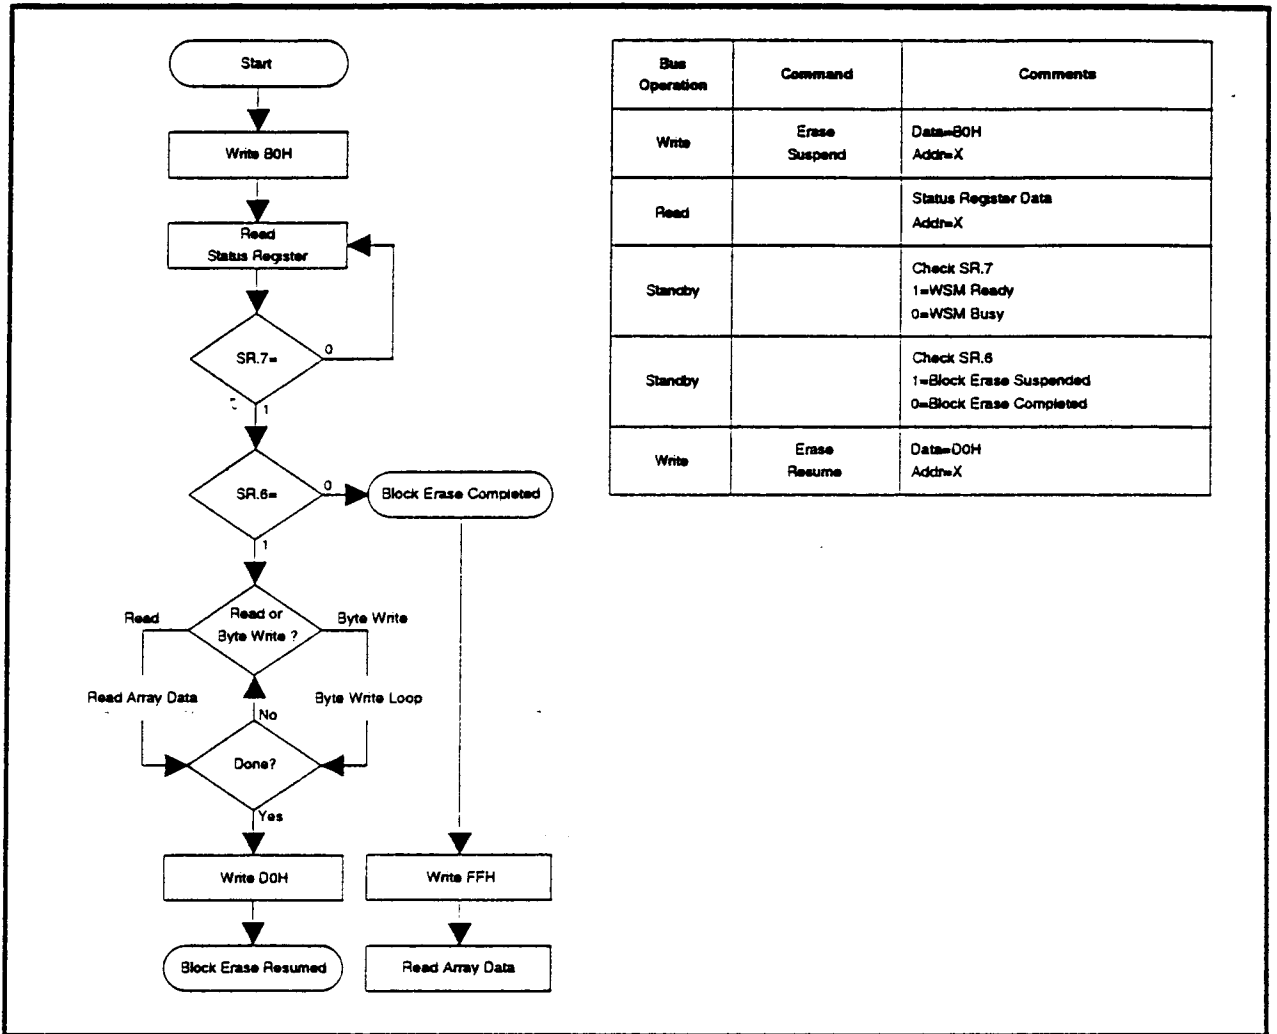 Start
Write B0H
Read
Status Register
SR.7=
0
1
SR.6=
0
Block Erase Completed
1
Read
Read or
Byte Write ?
Byte Write
Read Array Data
Byte Write Loop
No
Done?
Yes
Write D0H
Write FFH
Block Erase Resumed
Read Array Data
Bus
Operation
Command
Comments
Write
Erase
Suspend
Data=B0H
Addr=X
Read
Status Register Data
Addr=X
Standby
Check SR.7
1=WSM Ready
0=WSM Busy
Standby
Check SR.6
1=Block Erase Suspended
0=Block Erase Completed
Write
Erase
Resume
Data=D0H
Addr=X